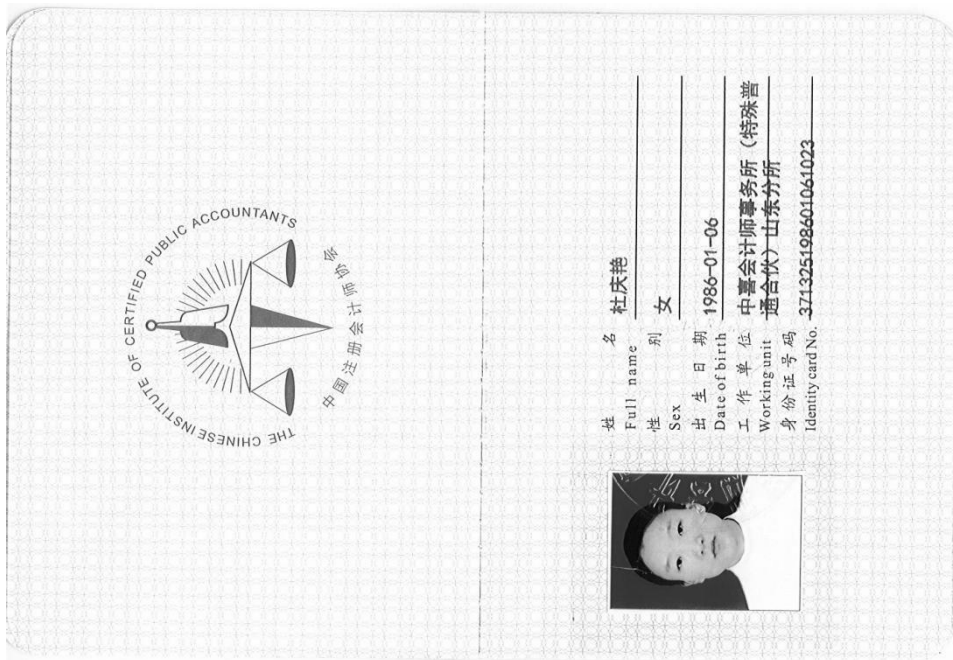 THE CHINESE INSTITUTE OF CERTIFIED PUBLIC ACCOUNTANTS
中国注册会计师协会
姓 名 杜庆艳
Full name
性 别 女
Sex
出生日期 1986-01-06
Date of birth
工作单位 中喜会计师事务所（特殊普
Working unit 通合伙）山东分所
身份证号码 371325198601061023
Identity card No.